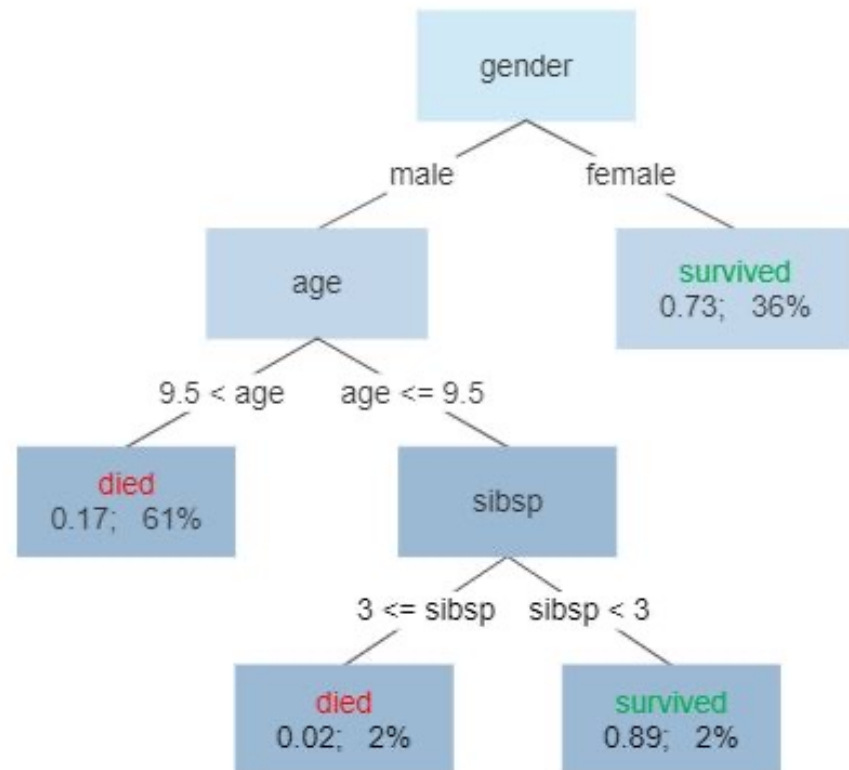 gender
male
female
age
survived
0.73;   36%
9.5 < age
age <= 9.5
died
0.17;   61%
sibsp
3 <= sibsp
sibsp < 3
died
0.02;   2%
survived
0.89;   2%